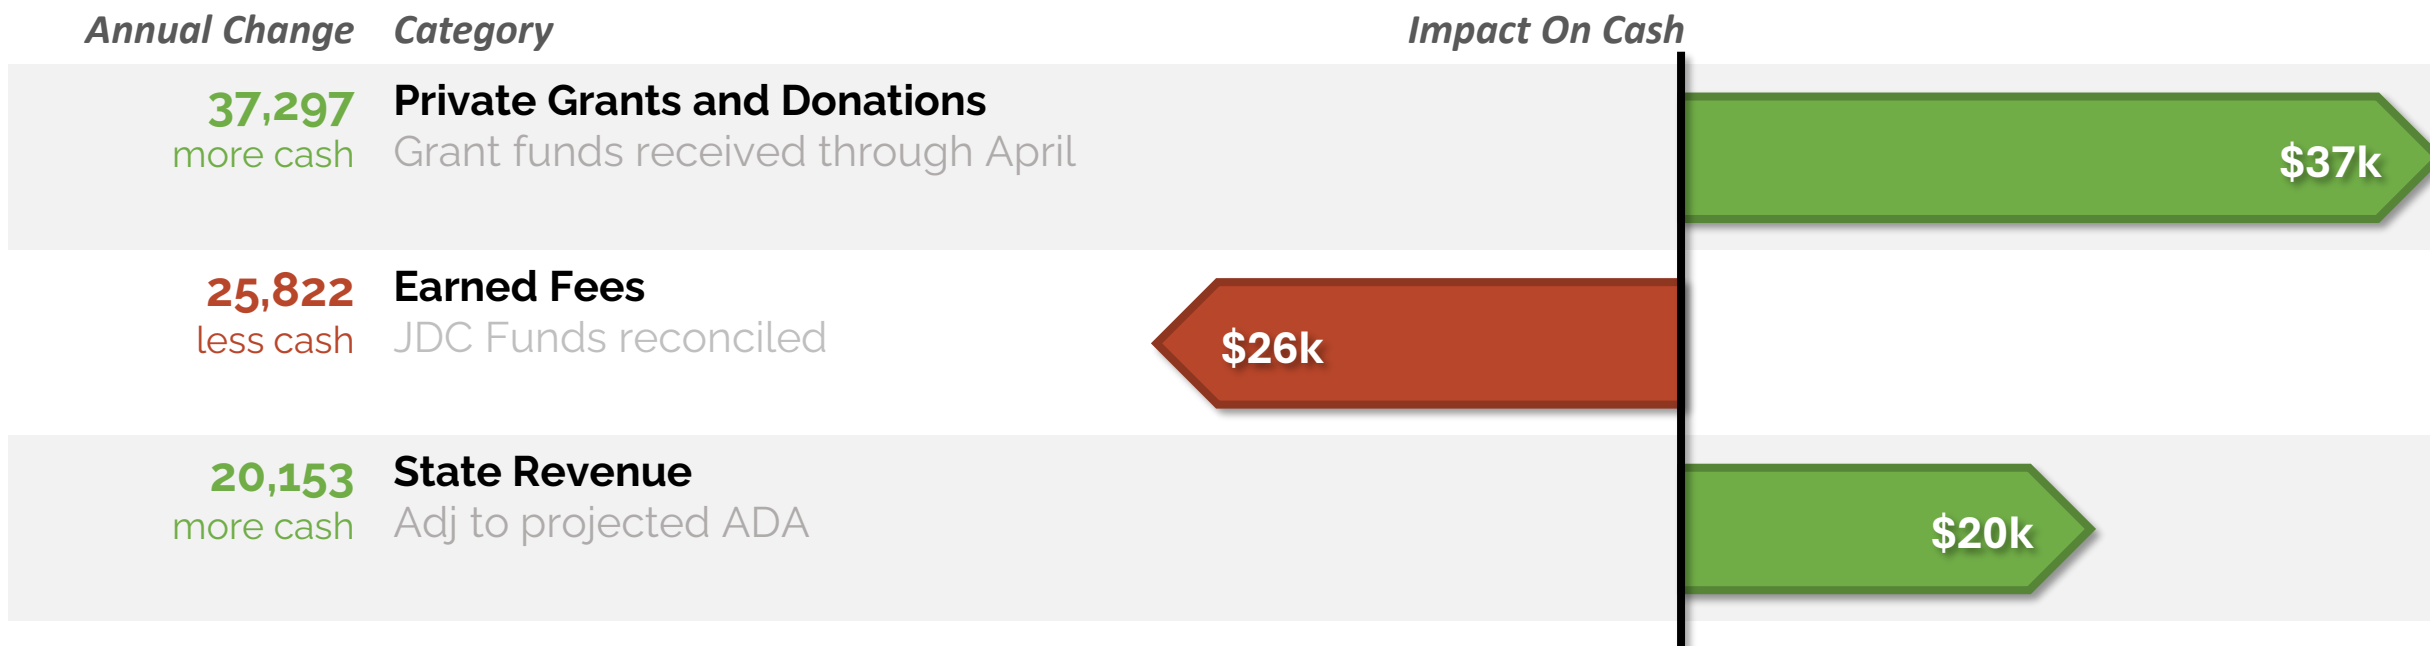 Annual Change Category Impact On Cash
37,297 Private Grants and Donations
more cash Grant funds received through April
$37k
25,822 Earned Fees
less cash JDC Funds reconciled
$26k
20,153 State Revenue
more cash Adj to projected ADA
$20k